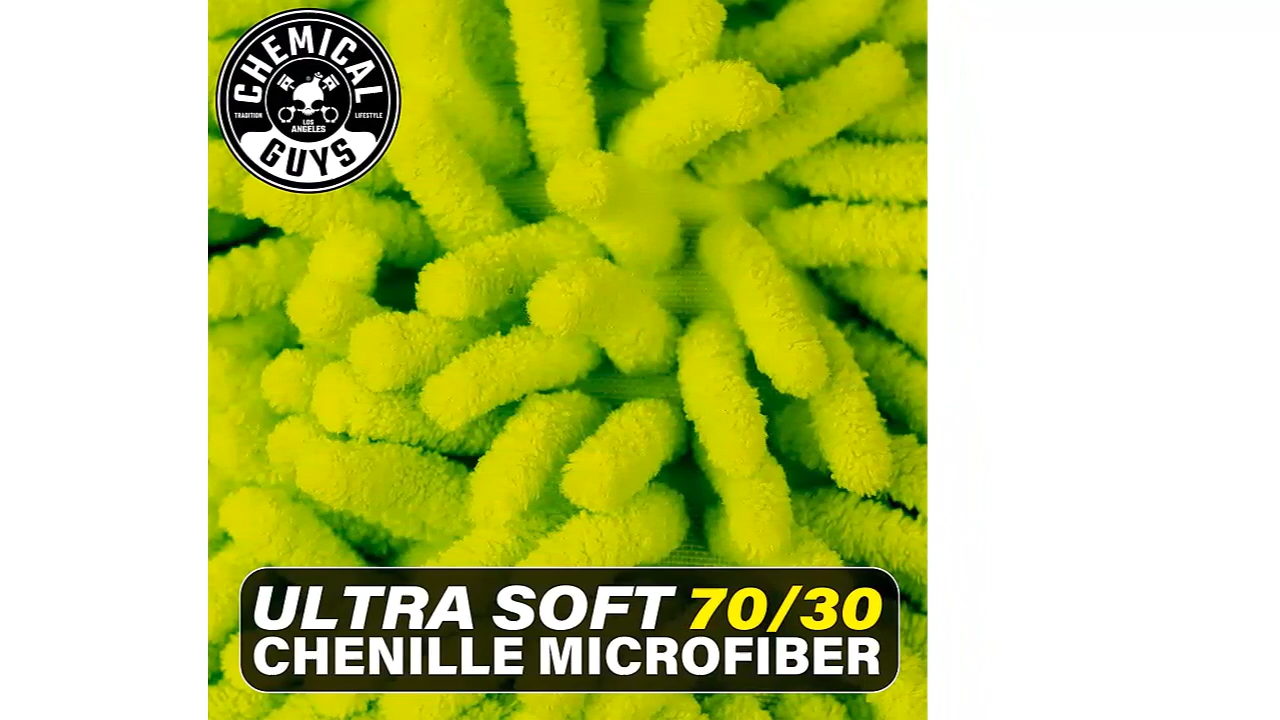 CHEMICAL
TRADITION
LIFESTYLE
LOS
ANGELES
GUYS
ULTRA SOFT 70/30
CHENILLE MICROFIBER